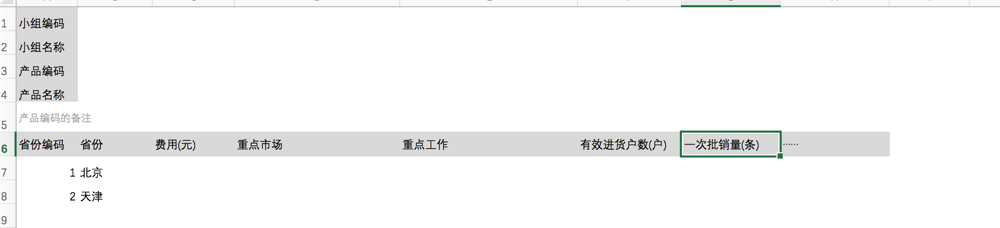 1 小组编码
2 小组名称
3 产品编码
4 产品名称
5 产品编码的备注
6 省份编码 省份 费用(元) 重点市场 重点工作 有效进货户数(户) 一次批销量(条) ……
7 1 北京
8 2 天津
9